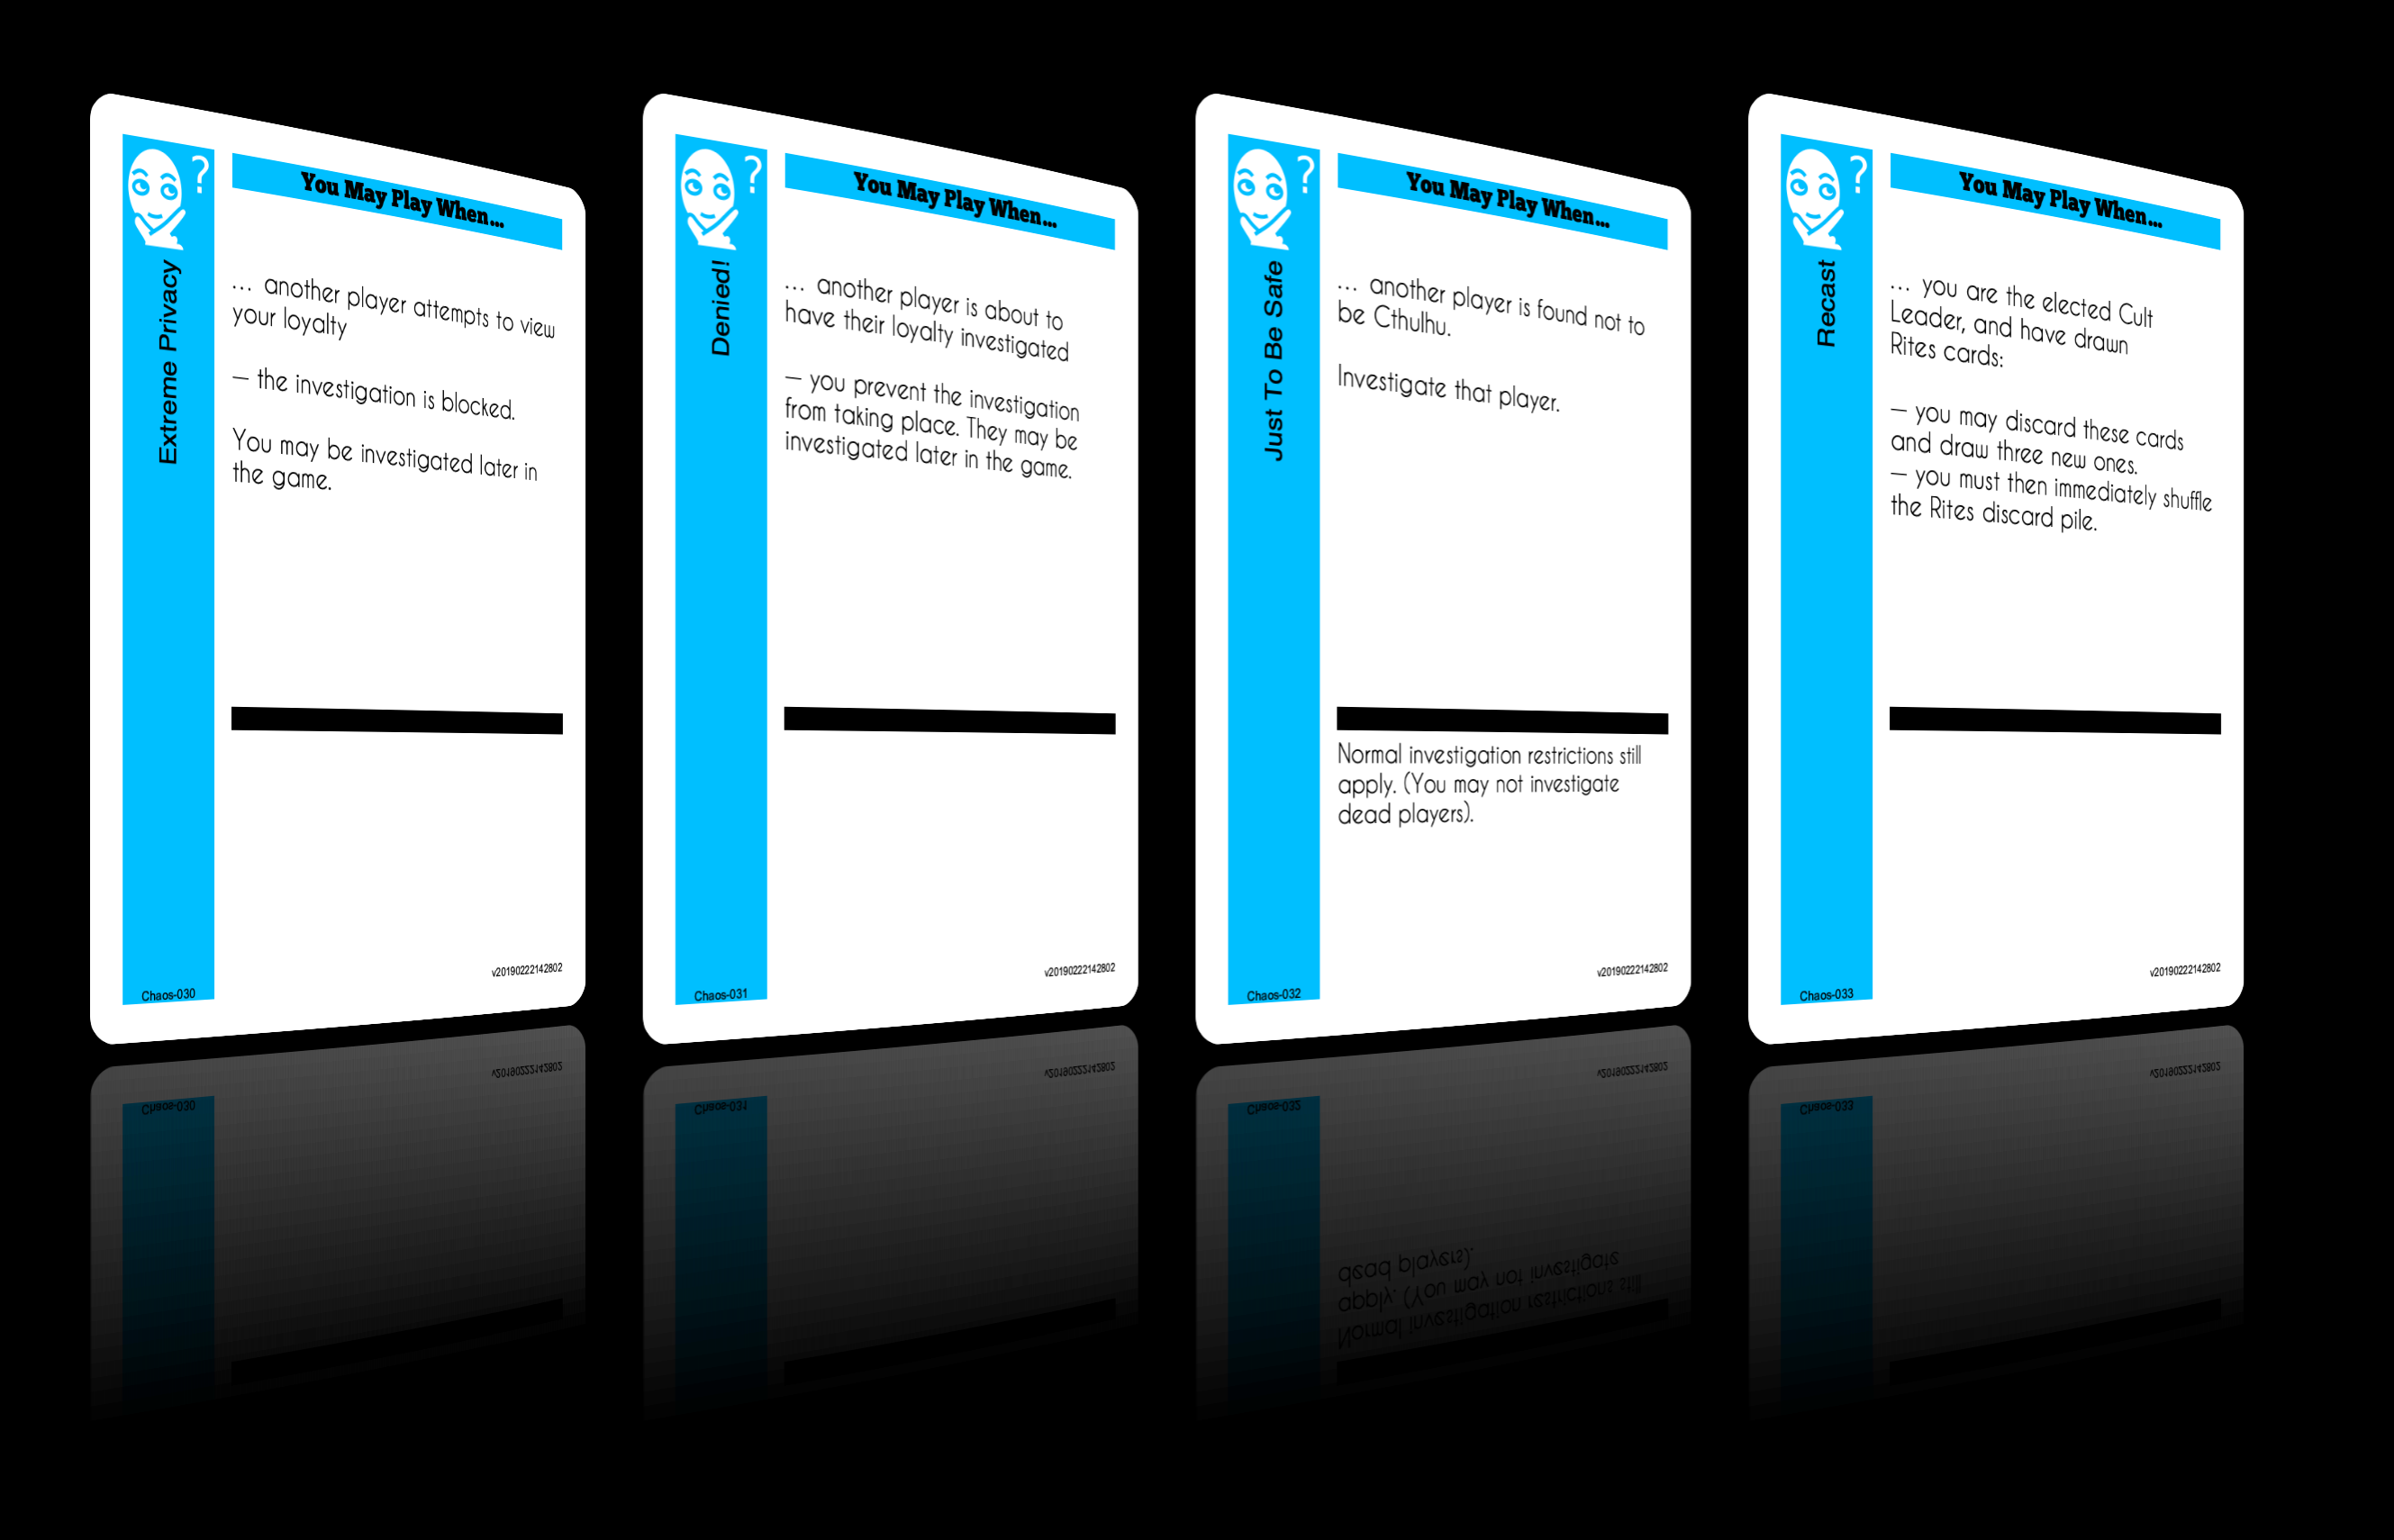 ?
You May Play When...
Extreme Privacy
... another player attempts to view
your loyalty
– the investigation is blocked.
You may be investigated later in
the game.
v20190222142802
Chaos-030
?
You May Play When...
Denied!
... another player is about to
have their loyalty investigated
– you prevent the investigation
from taking place. They may be
investigated later in the game.
v20190222142802
Chaos-031
?
You May Play When...
Just To Be Safe
... another player is found not to
be Cthulhu.
Investigate that player.
Normal investigation restrictions still
apply. (You may not investigate
dead players).
v20190222142802
Chaos-032
?
You May Play When...
Recast
... you are the elected Cult
Leader, and have drawn
Rites cards:
– you may discard these cards
and draw three new ones.
– you must then immediately shuffle
the Rites discard pile.
v20190222142802
Chaos-033